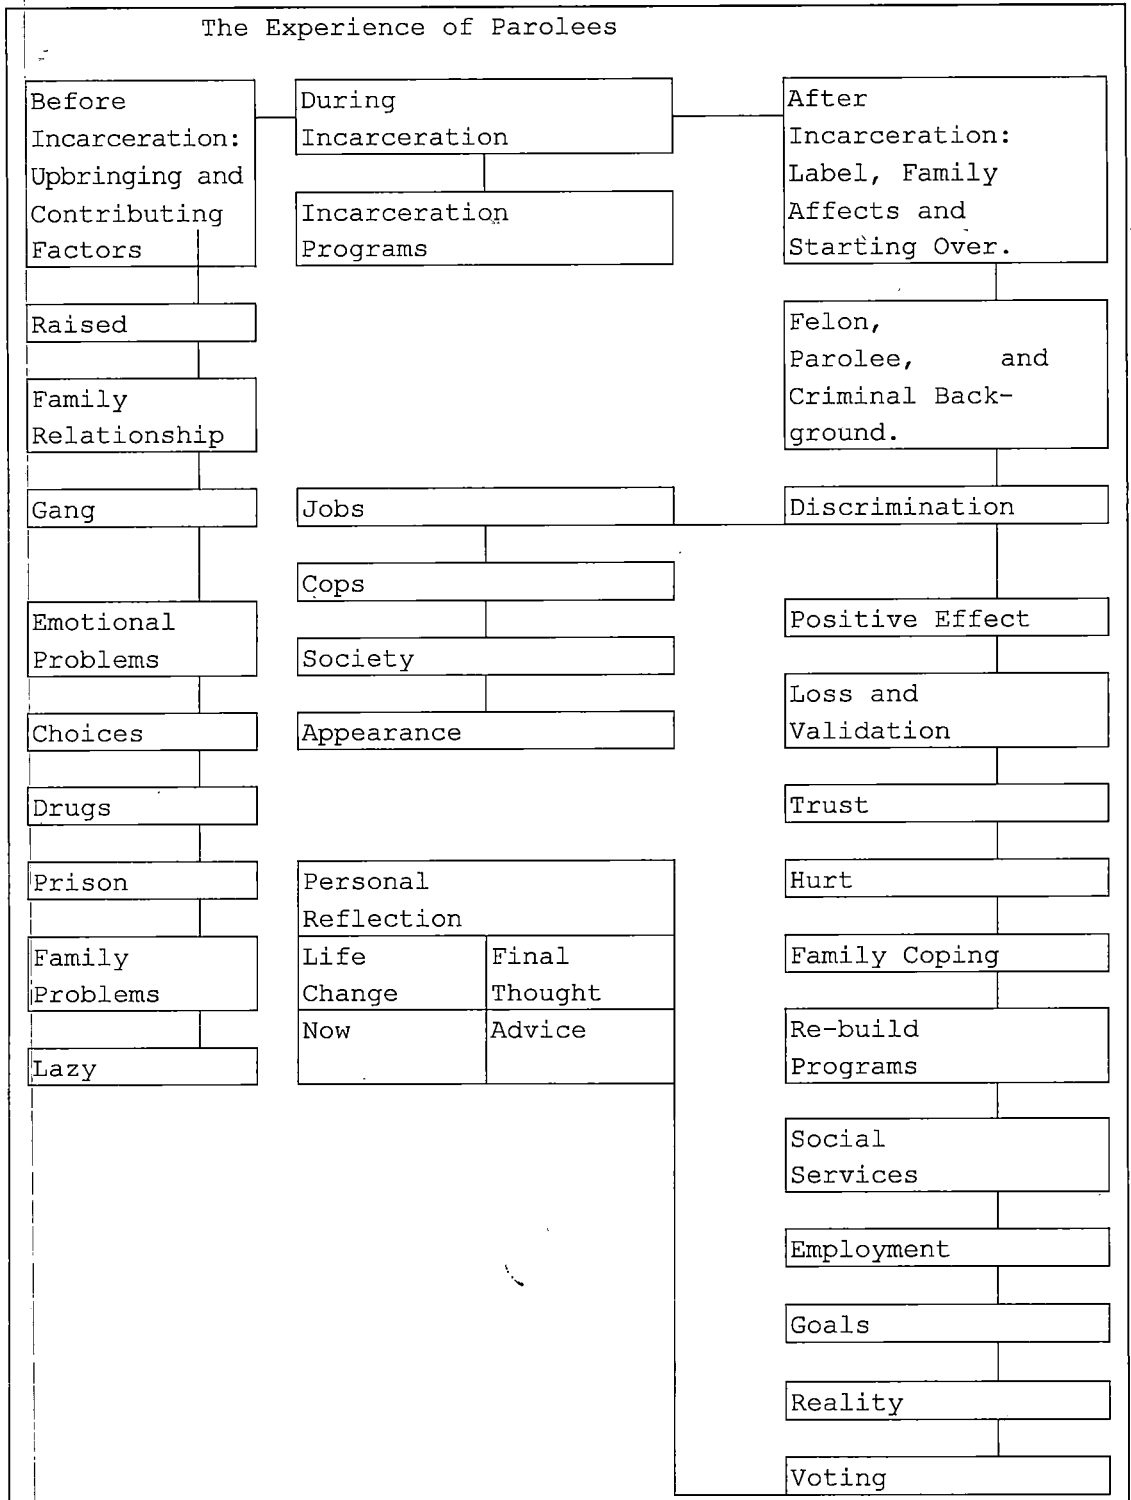 The Experience of Parolees
Before
Incarceration:
Upbringing and
Contributing
Factors
During
Incarceration
After
Incarceration:
Label, Family
Affects and
Starting Over.
Incarceration
Programs
Raised
Family
Relationship
Gang
Emotional
Problems
Choices
Drugs
Prison
Family
Problems
Lazy
Jobs
Cops
Society
Appearance
Personal
Reflection
Life
Change
Final
Thought
Now
Advice
Felon,
Parolee, and
Criminal Back-
ground.
Discrimination
Positive Effect
Loss and
Validation
Trust
Hurt
Family Coping
Re-build
Programs
Social
Services
Employment
Goals
Reality
Voting